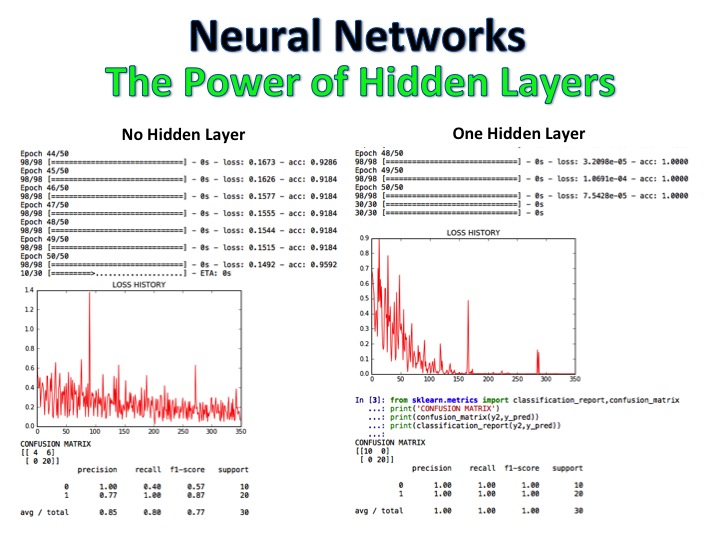 Neural Networks
The Power of Hidden Layers
No Hidden Layer
Epoch 44/50
98/98 [==============================] - 0s - loss: 0.1673 - acc: 0.9286
Epoch 45/50
98/98 [==============================] - 0s - loss: 0.1626 - acc: 0.9184
Epoch 46/50
98/98 [==============================] - 0s - loss: 0.1577 - acc: 0.9184
Epoch 47/50
98/98 [==============================] - 0s - loss: 0.1555 - acc: 0.9184
Epoch 48/50
98/98 [==============================] - 0s - loss: 0.1544 - acc: 0.9184
Epoch 49/50
98/98 [==============================] - 0s - loss: 0.1515 - acc: 0.9184
Epoch 50/50
98/98 [==============================] - 0s - loss: 0.1492 - acc: 0.9592
10/30 [=========>....................] - ETA: 0s
LOSS HISTORY
1.4
1.2
1.0
0.8
0.6
0.4
0.2
0.0
0 50 100 150 200 250 300 350
CONFUSION MATRIX
[[ 4 6]
[ 0 20]]
precision recall f1-score support
0 1.00 0.40 0.57 10
1 0.77 1.00 0.87 20
avg / total 0.85 0.80 0.77 30
One Hidden Layer
Epoch 48/50
98/98 [==============================] - 0s - loss: 3.2098e-05 - acc: 1.0000
Epoch 49/50
98/98 [==============================] - 0s - loss: 1.0691e-04 - acc: 1.0000
Epoch 50/50
98/98 [==============================] - 0s - loss: 7.5428e-05 - acc: 1.0000
30/30 [==============================] - 0s
30/30 [==============================] - 0s
LOSS HISTORY
0.9
0.8
0.7
0.6
0.5
0.4
0.3
0.2
0.1
0.0
0 50 100 150 200 250 300 350
In [3]: from sklearn.metrics import classification_report,confusion_matrix
...: print('CONFUSION MATRIX')
...: print(confusion_matrix(y2,y_pred))
...: print(classification_report(y2,y_pred))
...:
CONFUSION MATRIX
[[10 0]
[ 0 20]]
precision recall f1-score support
0 1.00 1.00 1.00 10
1 1.00 1.00 1.00 20
avg / total 1.00 1.00 1.00 30